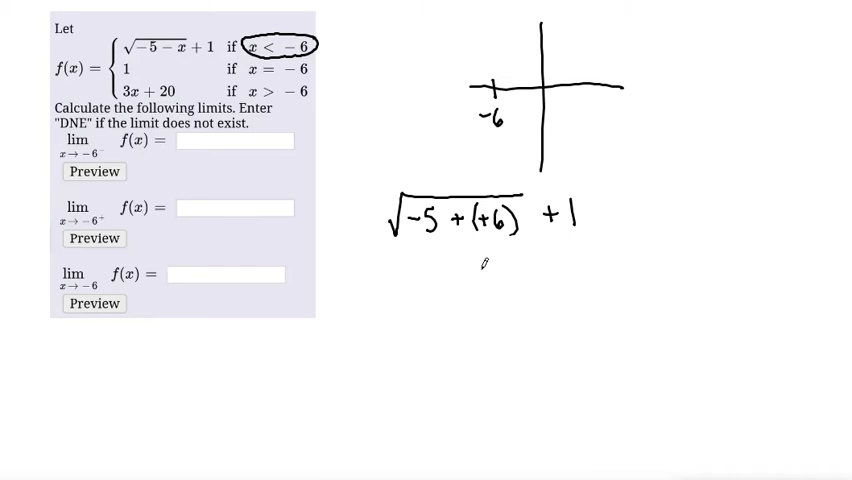 Let
f(x) = { √(−5 − x) + 1 if x < − 6
1 if x = − 6
3x + 20 if x > − 6
Calculate the following limits. Enter
"DNE" if the limit does not exist.
lim x→−6⁻ f(x) =
Preview
lim x→−6⁺ f(x) =
Preview
lim x→−6 f(x) =
Preview
-6
√(-5 + (+6)) + 1